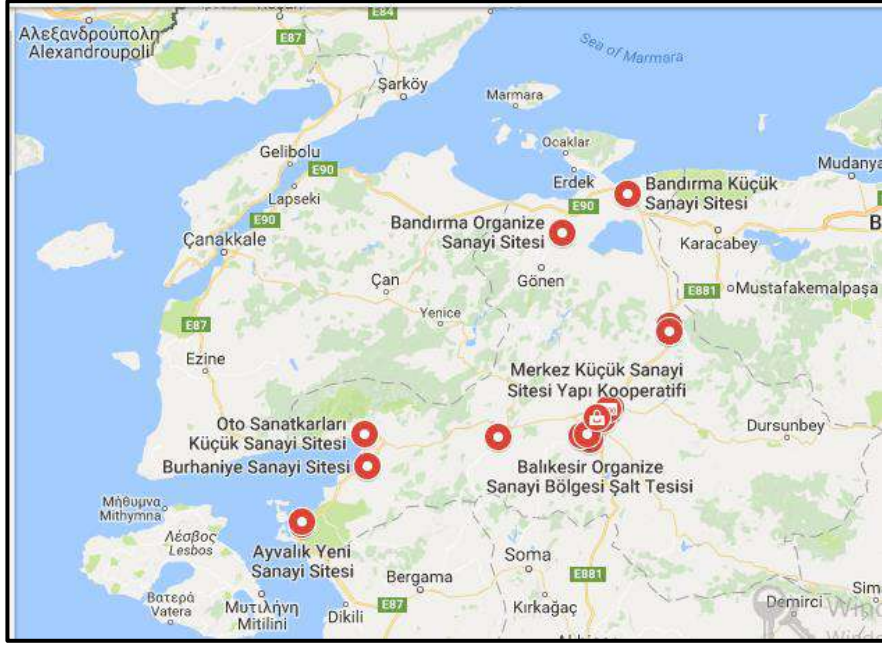 E84
E87
Αλεξανδρούπολη
Alexandroupoli
Sea of Marmara
Şarköy
Marmara
Ocaklar
Gelibolu
E90
Erdek
Mudanya
Lapseki
Bandırma Küçük
Sanayi Sitesi
E90
E90
Bandırma Organize
Sanayi Sitesi
Karacabey
Çanakkale
Gönen
Çan
E881
Mustafakemalpaşa
Yenice
E87
Ezine
Merkez Küçük Sanayi
Sitesi Yapı Kooperatifi
Oto Sanatkarları
Küçük Sanayi Sitesi
Dursunbey
Burhaniye Sanayi Sitesi
Balıkesir Organize
Sanayi Bölgesi Şalt Tesisi
Μήθυμνα
Mithymna
Λέσβος
Lesbos
Ayvalık Yeni
Sanayi Sitesi
Soma
E881
Bergama
Βατερά
Vatera
Μυτιλήνη
Mitilini
Dikili
E87
Kırkağaç
Demirci